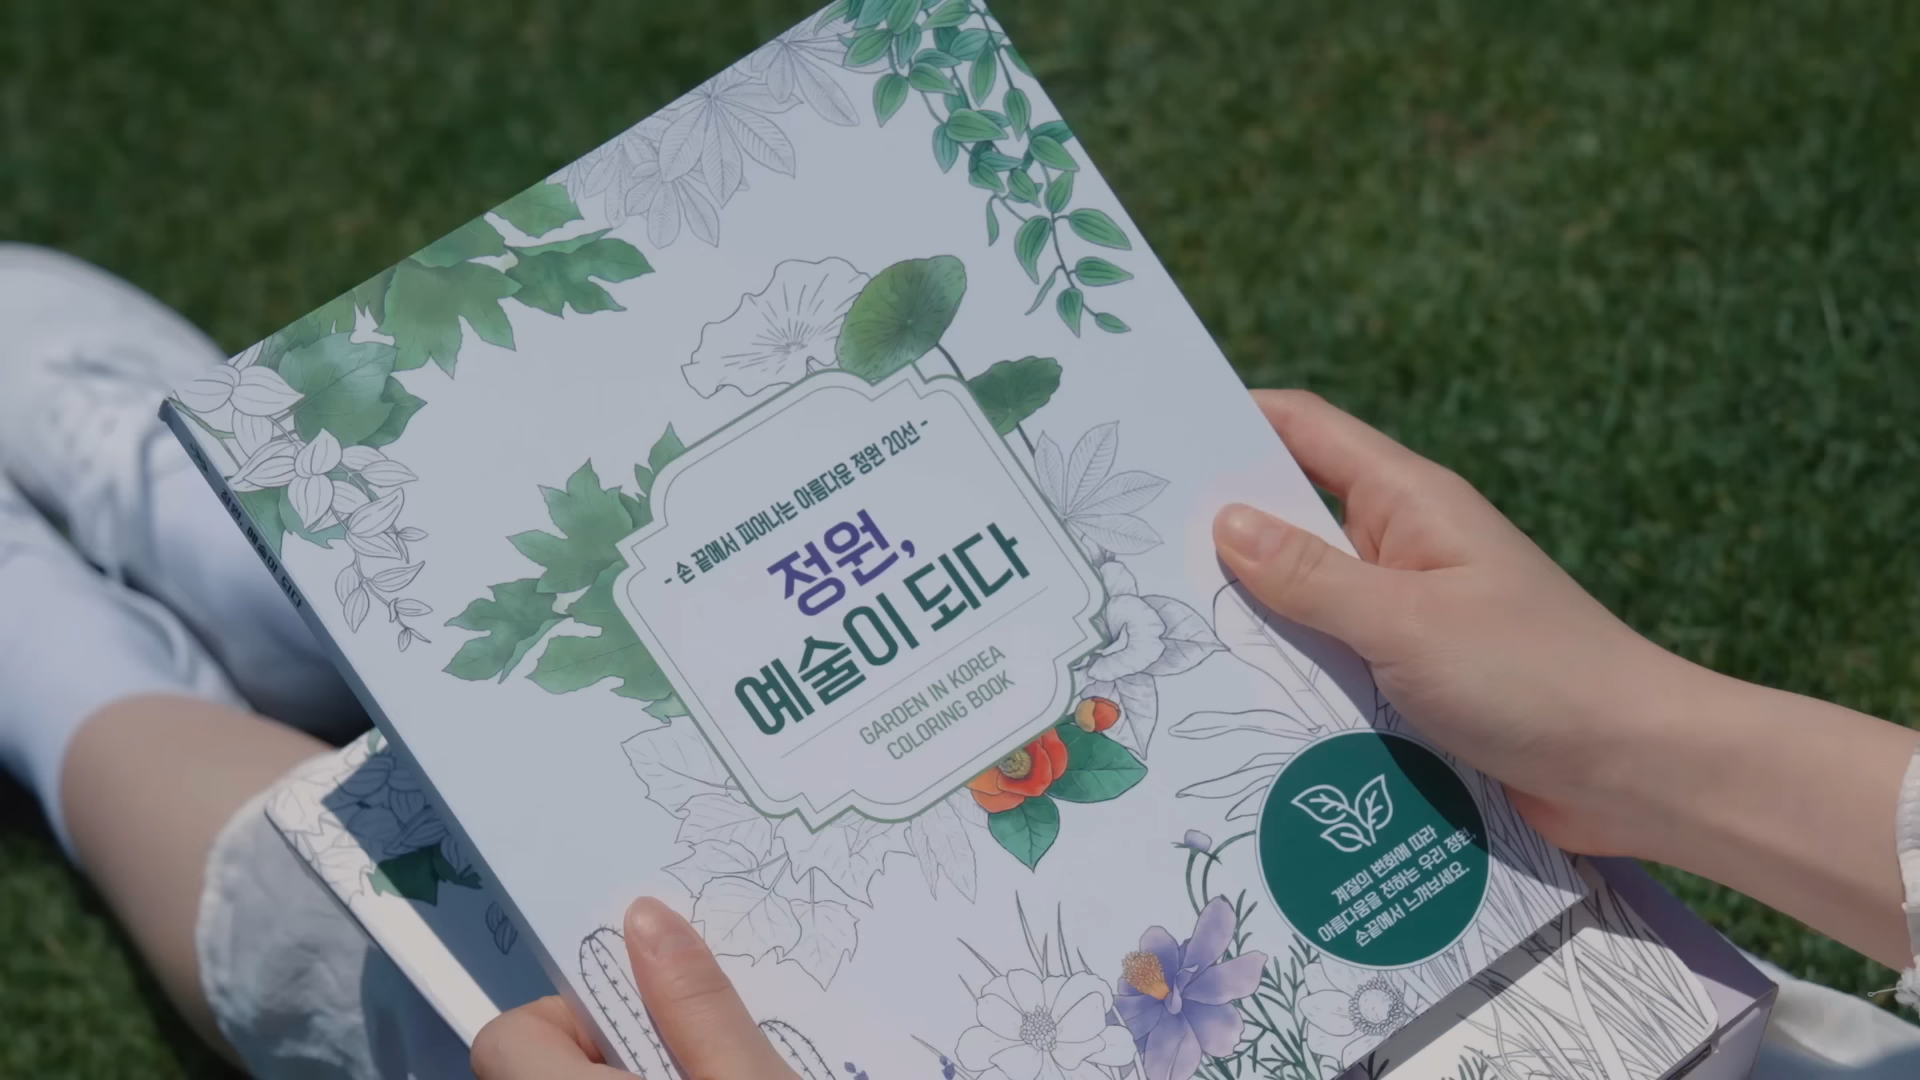 - 손 끝에서 피어나는 아름다운 정원 20선 -
정원,
예술이 되다
GARDEN IN KOREA
COLORING BOOK
계절의 변화에 따라
아름다움을 전하는 우리 정원,
손끝에서 느껴보세요.
정원, 예술이 되다